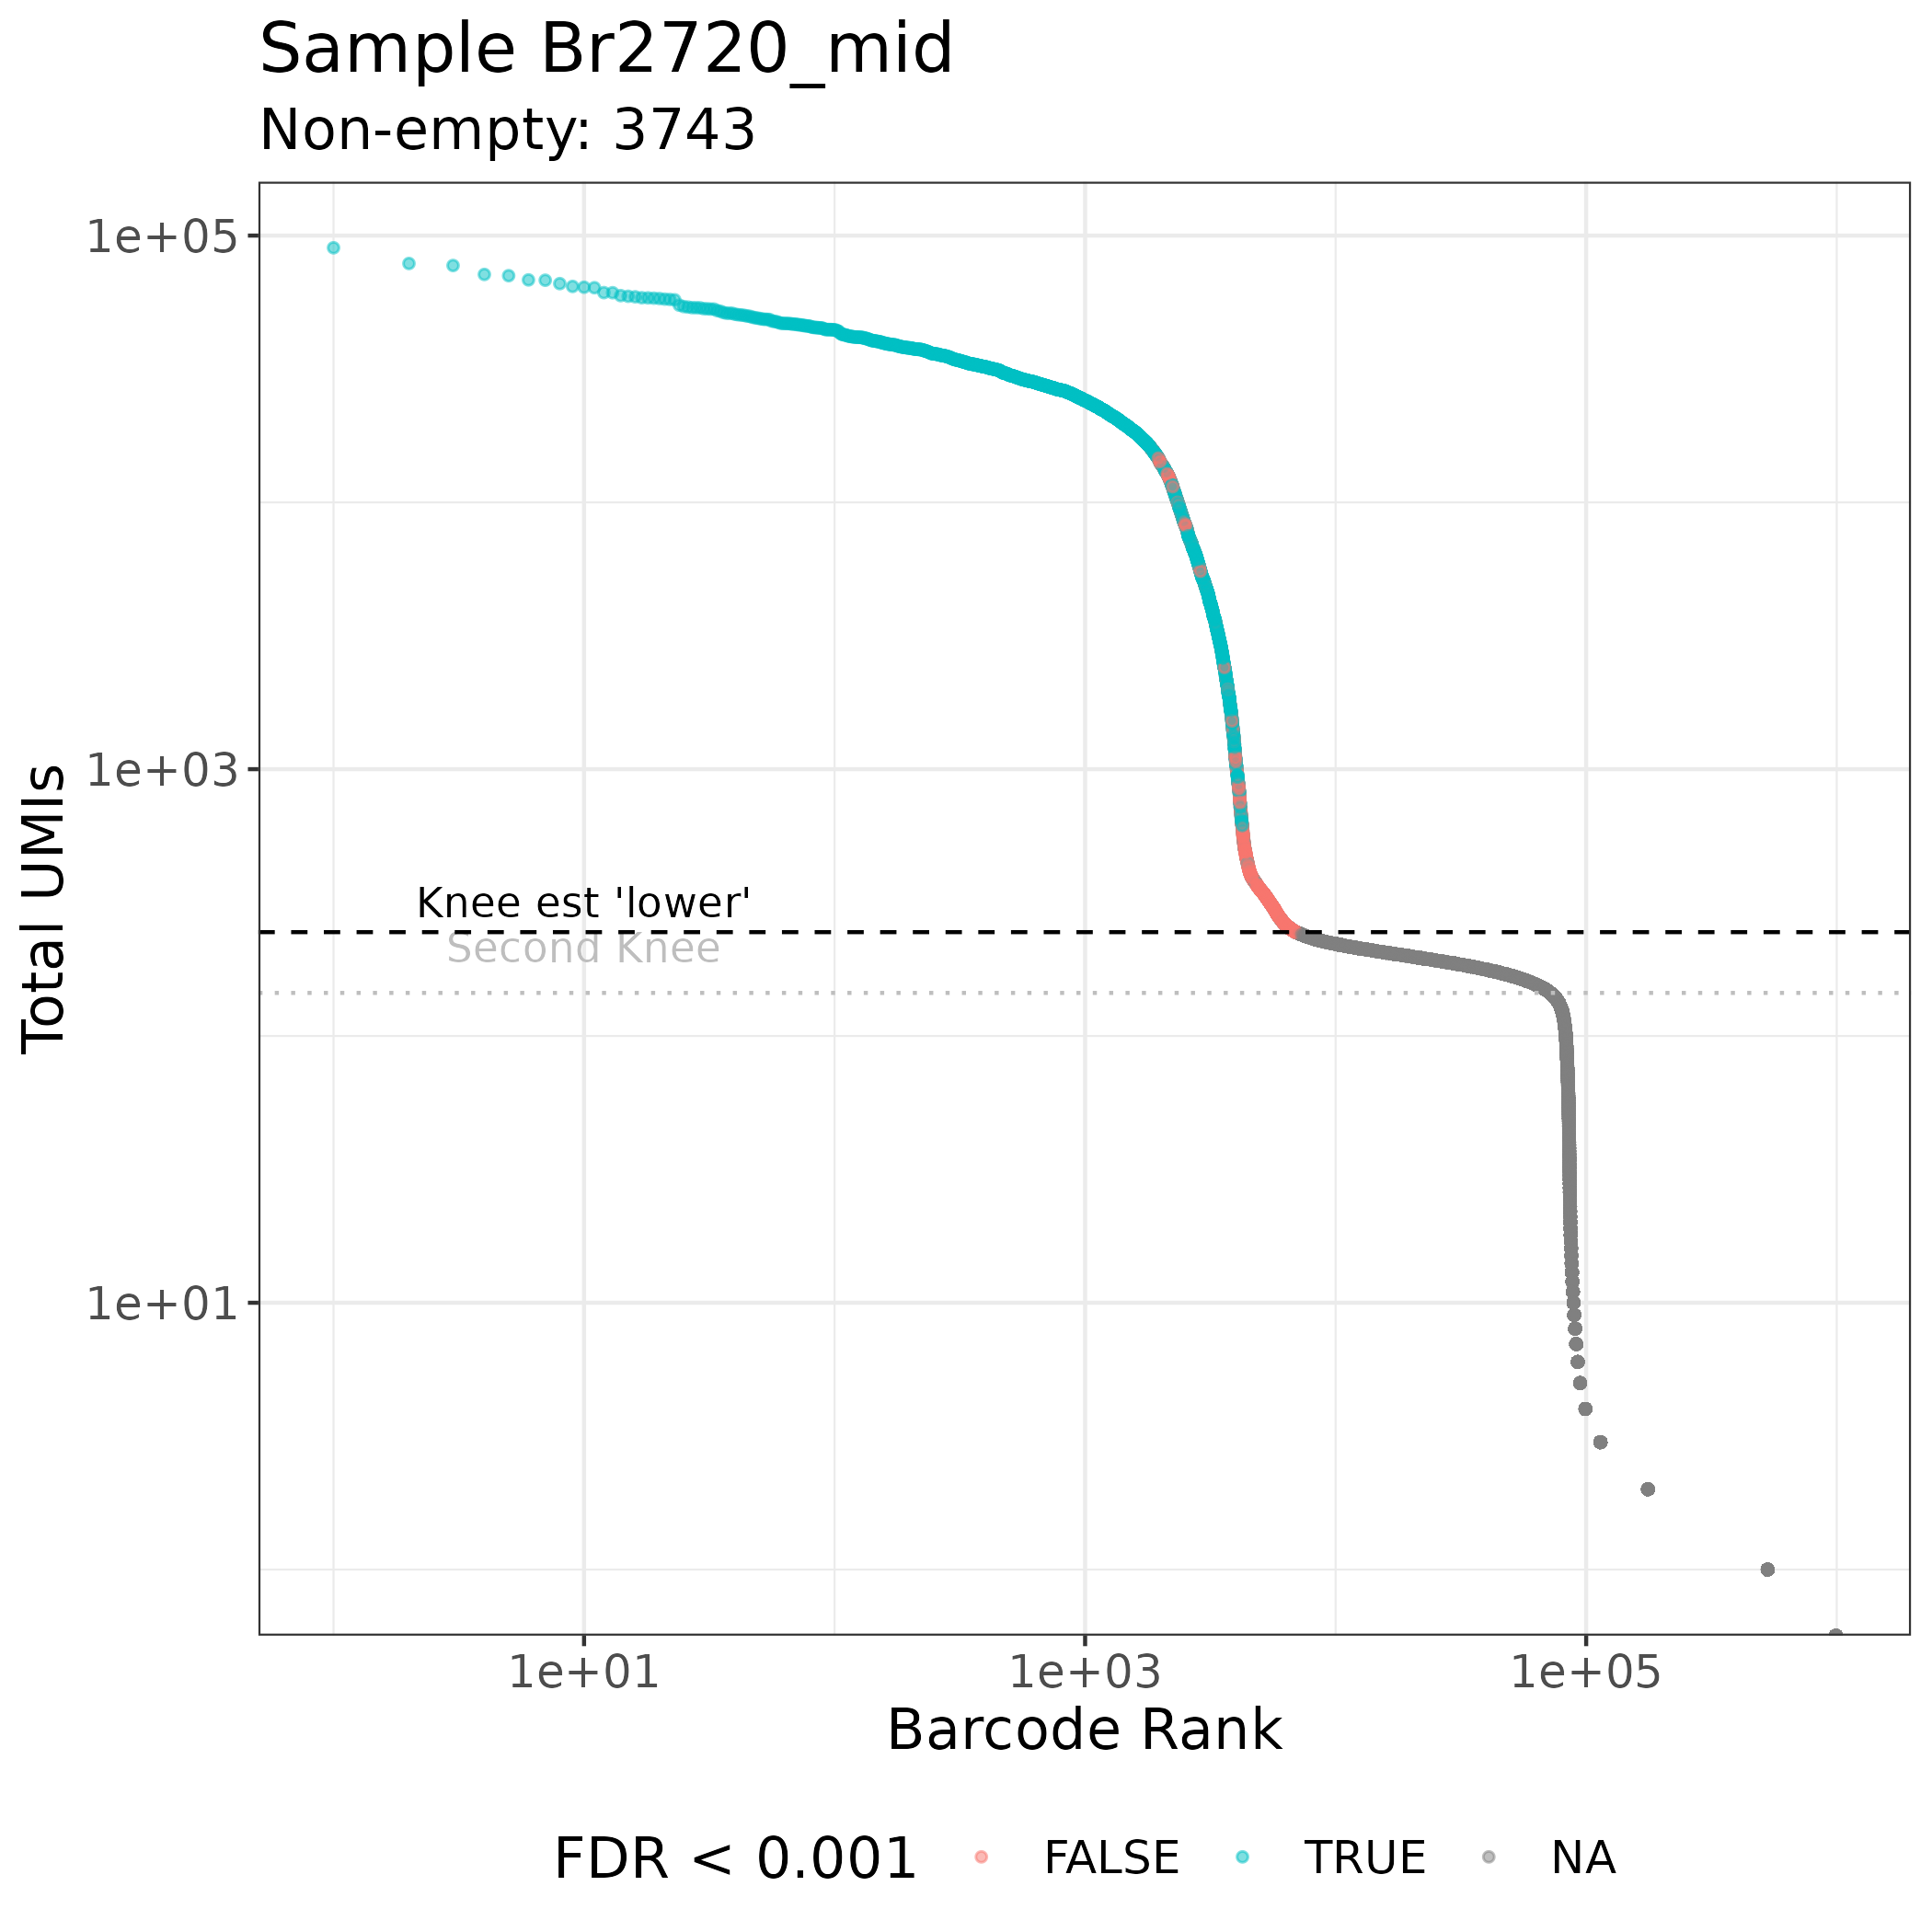 Sample Br2720_mid
Non-empty: 3743
1e+05
1e+03
1e+01
Total UMIs
Knee est 'lower'
Second Knee
1e+01 1e+03 1e+05
Barcode Rank
FDR < 0.001 FALSE TRUE NA